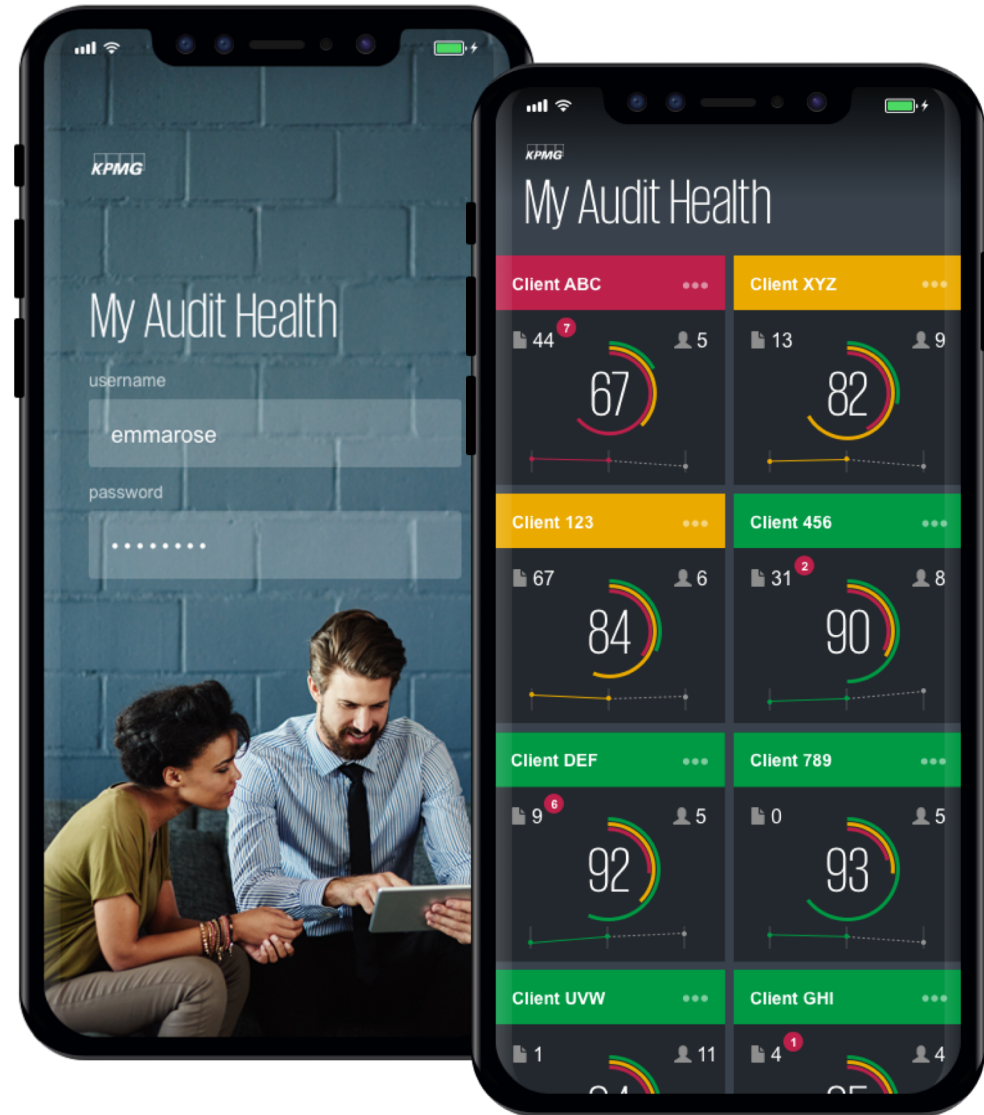 KPMG
My Audit Health
username
emmarose
password
KPMG
My Audit Health
Client ABC
Client XYZ
44 7 5
13 9
67
82
Client 123
Client 456
67 6
31 2 8
84
90
Client DEF
Client 789
9 6 5
0 5
92
93
Client UVW
Client GHI
1 11
4 1 4